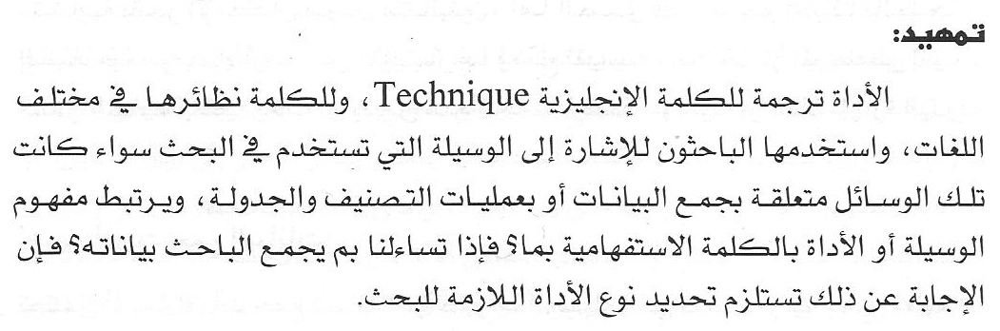 تمهيد:
الأداة ترجمة للكلمة الإنجليزية Technique، وللكلمة نظائرها في مختلف
اللغات، واستخدمها الباحثون للإشارة إلى الوسيلة التي تستخدم في البحث سواء كانت
تلك الوسائل متعلقة بجمع البيانات أو بعمليات التصنيف والجدولة، ويرتبط مفهوم
الوسيلة أو الأداة بالكلمة الاستفهامية بما؟ فإذا تساءلنا بم يجمع الباحث بياناته؟ فإن
الإجابة عن ذلك تستلزم تحديد نوع الأداة اللازمة للبحث.